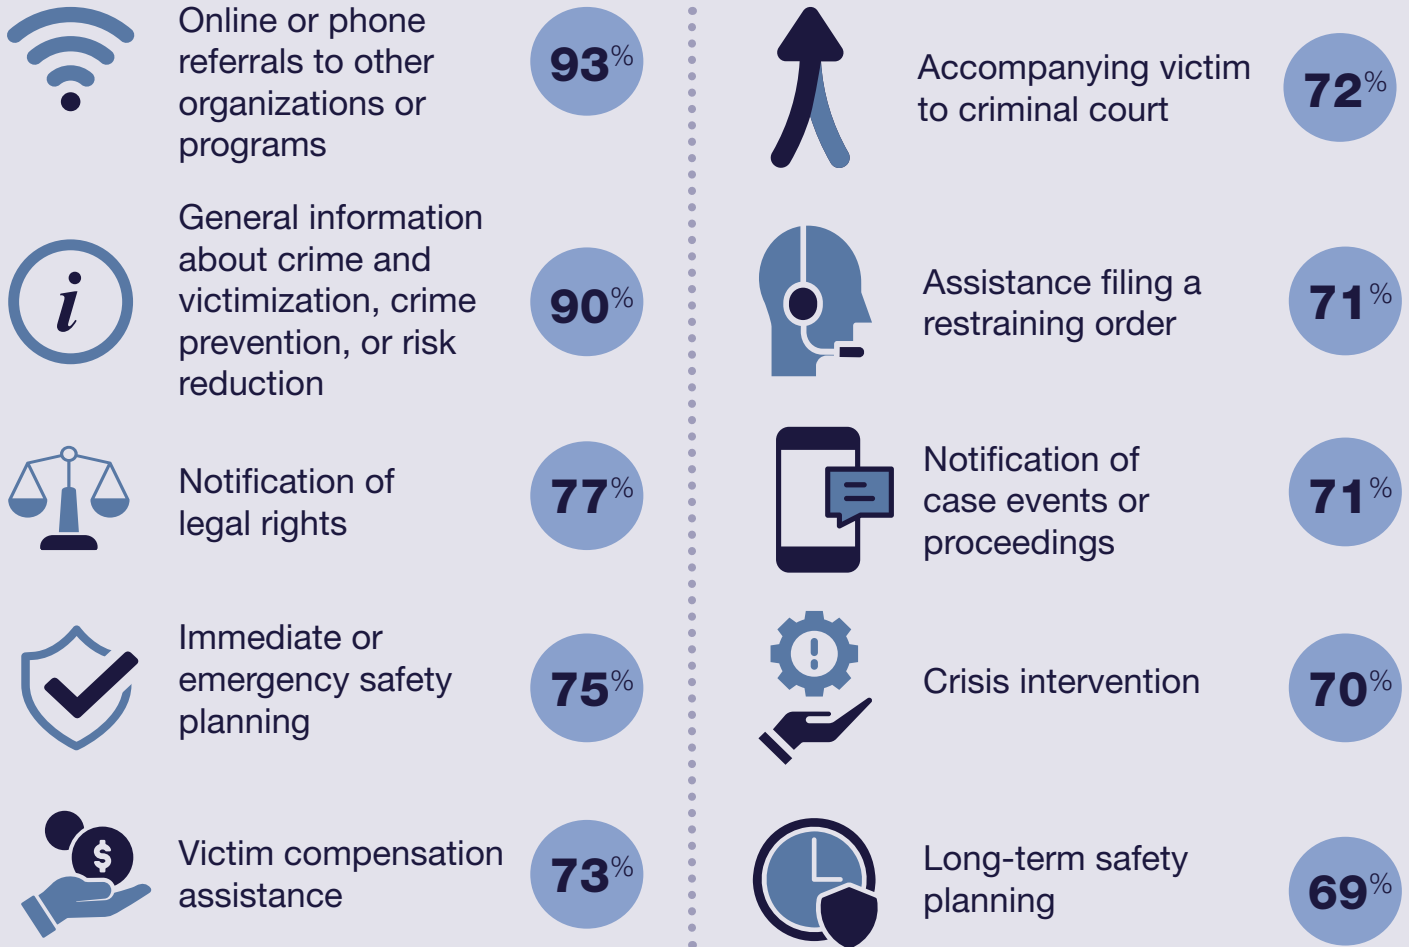 Online or phone
referrals to other
organizations or
programs
93%
General information
about crime and
victimization, crime
prevention, or risk
reduction
i
90%
Notification of
legal rights
77%
Immediate or
emergency safety
planning
75%
$
Victim compensation
assistance
73%
Accompanying victim
to criminal court
72%
Assistance filing a
restraining order
71%
Notification of
case events or
proceedings
71%
!
Crisis intervention
70%
Long-term safety
planning
69%